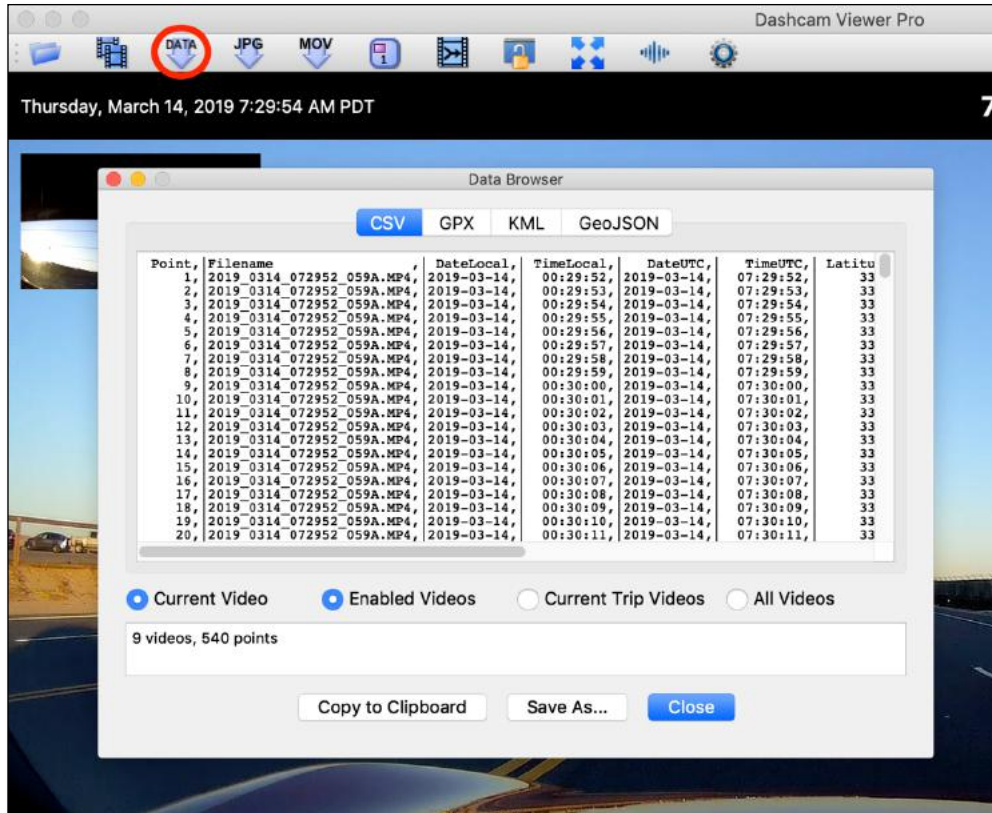 Dashcam Viewer Pro
DATA JPG MOV 1
Thursday, March 14, 2019 7:29:54 AM PDT 7
Data Browser
CSV GPX KML GeoJSON
Point, Filename , DateLocal, TimeLocal, DateUTC, TimeUTC, Latitu
1, 2019_0314_072952_059A.MP4, 2019-03-14, 00:29:52, 2019-03-14, 07:29:52, 33
2, 2019_0314_072952_059A.MP4, 2019-03-14, 00:29:53, 2019-03-14, 07:29:53, 33
3, 2019_0314_072952_059A.MP4, 2019-03-14, 00:29:54, 2019-03-14, 07:29:54, 33
4, 2019_0314_072952_059A.MP4, 2019-03-14, 00:29:55, 2019-03-14, 07:29:55, 33
5, 2019_0314_072952_059A.MP4, 2019-03-14, 00:29:56, 2019-03-14, 07:29:56, 33
6, 2019_0314_072952_059A.MP4, 2019-03-14, 00:29:57, 2019-03-14, 07:29:57, 33
7, 2019_0314_072952_059A.MP4, 2019-03-14, 00:29:58, 2019-03-14, 07:29:58, 33
8, 2019_0314_072952_059A.MP4, 2019-03-14, 00:29:59, 2019-03-14, 07:29:59, 33
9, 2019_0314_072952_059A.MP4, 2019-03-14, 00:30:00, 2019-03-14, 07:30:00, 33
10, 2019_0314_072952_059A.MP4, 2019-03-14, 00:30:01, 2019-03-14, 07:30:01, 33
11, 2019_0314_072952_059A.MP4, 2019-03-14, 00:30:02, 2019-03-14, 07:30:02, 33
12, 2019_0314_072952_059A.MP4, 2019-03-14, 00:30:03, 2019-03-14, 07:30:03, 33
13, 2019_0314_072952_059A.MP4, 2019-03-14, 00:30:04, 2019-03-14, 07:30:04, 33
14, 2019_0314_072952_059A.MP4, 2019-03-14, 00:30:05, 2019-03-14, 07:30:05, 33
15, 2019_0314_072952_059A.MP4, 2019-03-14, 00:30:06, 2019-03-14, 07:30:06, 33
16, 2019_0314_072952_059A.MP4, 2019-03-14, 00:30:07, 2019-03-14, 07:30:07, 33
17, 2019_0314_072952_059A.MP4, 2019-03-14, 00:30:08, 2019-03-14, 07:30:08, 33
18, 2019_0314_072952_059A.MP4, 2019-03-14, 00:30:09, 2019-03-14, 07:30:09, 33
19, 2019_0314_072952_059A.MP4, 2019-03-14, 00:30:10, 2019-03-14, 07:30:10, 33
20, 2019_0314_072952_059A.MP4, 2019-03-14, 00:30:11, 2019-03-14, 07:30:11, 33
Current Video Enabled Videos Current Trip Videos All Videos
9 videos, 540 points
Copy to Clipboard Save As... Close